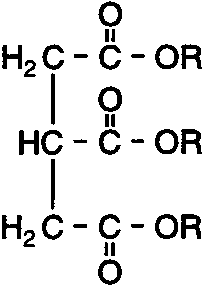 O
H₂C – C – OR
O
HC – C – OR
H₂C – C – OR
O